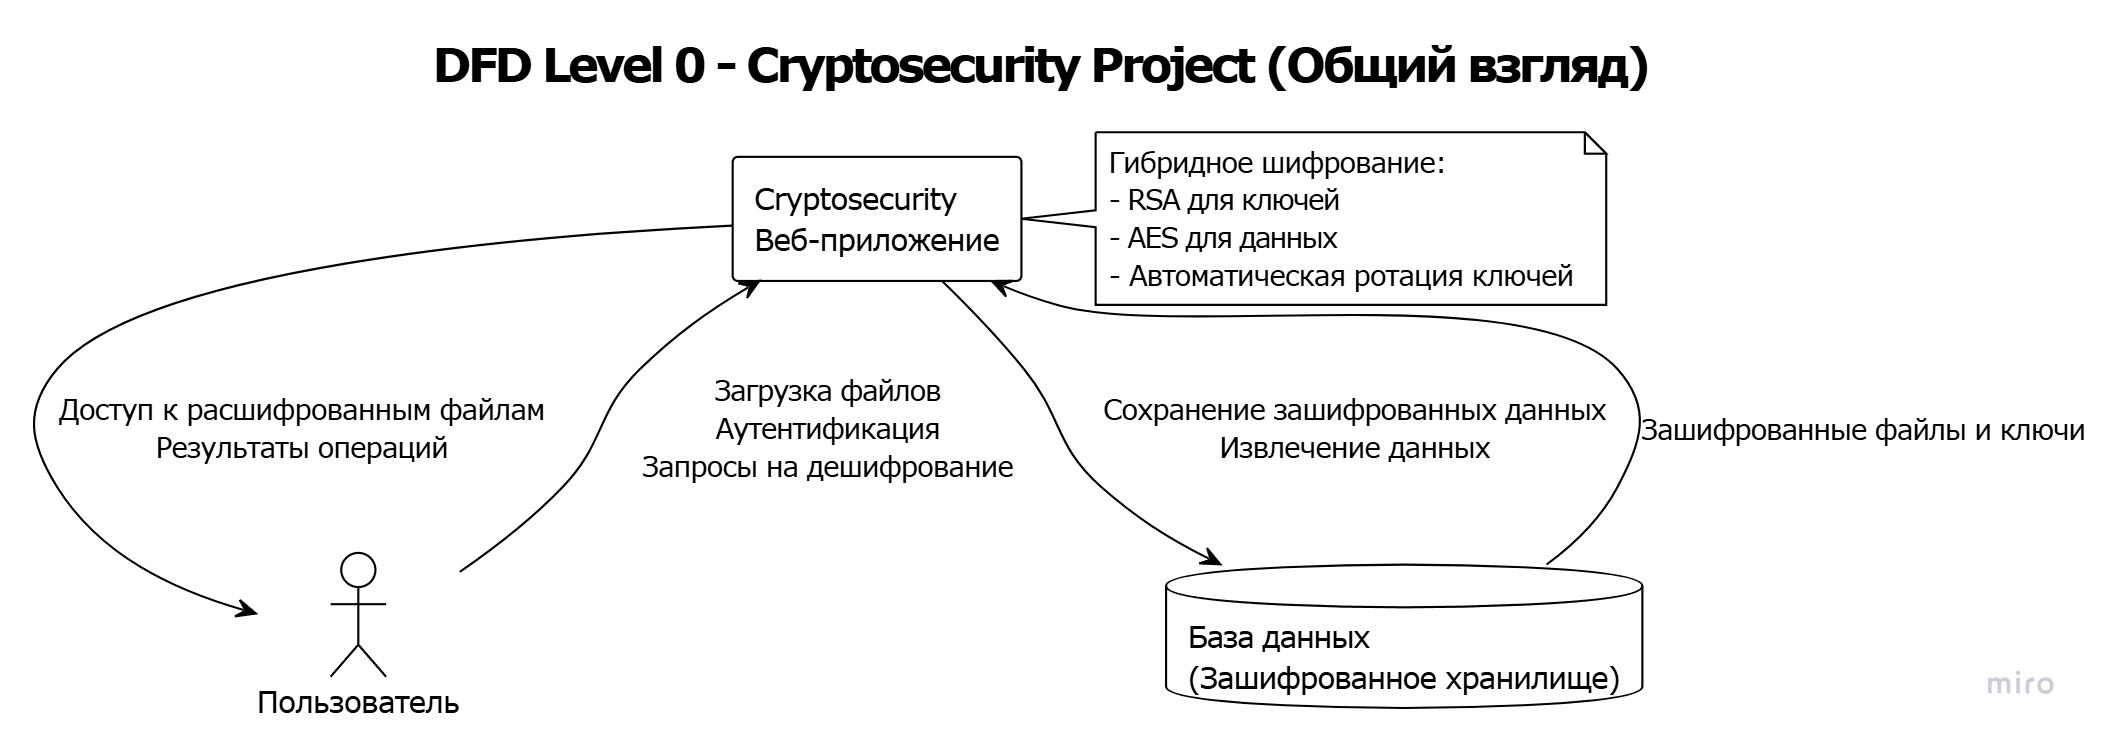 DFD Level 0 - Cryptosecurity Project (Общий взгляд)
Cryptosecurity
Веб-приложение
Гибридное шифрование:
- RSA для ключей
- AES для данных
- Автоматическая ротация ключей
Доступ к расшифрованным файлам
Результаты операций
Загрузка файлов
Аутентификация
Запросы на дешифрование
Сохранение зашифрованных данных
Извлечение данных
Зашифрованные файлы и ключи
Пользователь
База данных
(Зашифрованное хранилище)
miro